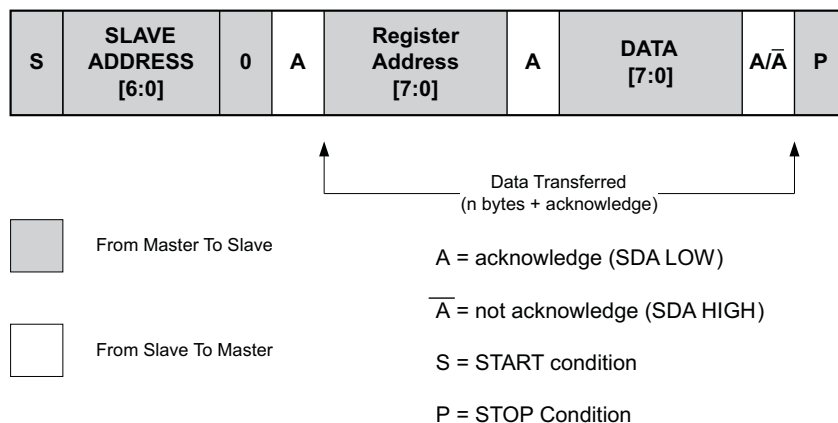 S
SLAVE
ADDRESS
[6:0]
0
A
Register
Address
[7:0]
A
DATA
[7:0]
A/A̅
P
Data Transferred
(n bytes + acknowledge)
From Master To Slave
A = acknowledge (SDA LOW)
A̅ = not acknowledge (SDA HIGH)
From Slave To Master
S = START condition
P = STOP Condition